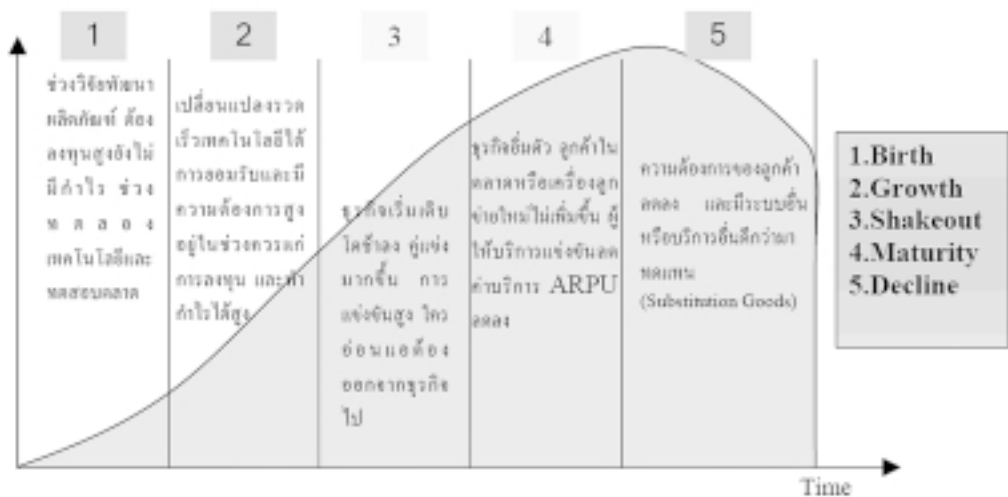 1
2
3
4
5
ช่วงวิจัยพัฒนา
ผลิตภัณฑ์ ต้อง
ลงทุนสูงยังไม่
มีกำไร ช่วง
ทดลอง
เทคโนโลยีและ
ทดสอบตลาด
เปลี่ยนแปลงรวด
เร็วเทคโนโลยีได้
การยอมรับและมี
ความต้องการสูง
อยู่ในช่วงควรแก่
การลงทุน และทำ
กำไรได้สูง
ธุรกิจเริ่มเติบ
โตช้าลง คู่แข่ง
มากขึ้น การ
แข่งขันสูง ใคร
อ่อนแอต้อง
ออกจากธุรกิจ
ไป
ธุรกิจอิ่มตัว ลูกค้าใน
ตลาดหรือเครื่องลูก
ข่ายใหม่ไม่เพิ่มขึ้น ผู้
ให้บริการแข่งขันลด
ค่าบริการ ARPU
ลดลง
ความต้องการของลูกค้า
ลดลง และมีระบบอื่น
หรือบริการอื่นดีกว่ามา
ทดแทน
(Substitution Goods)
1.Birth
2.Growth
3.Shakeout
4.Maturity
5.Decline
Time